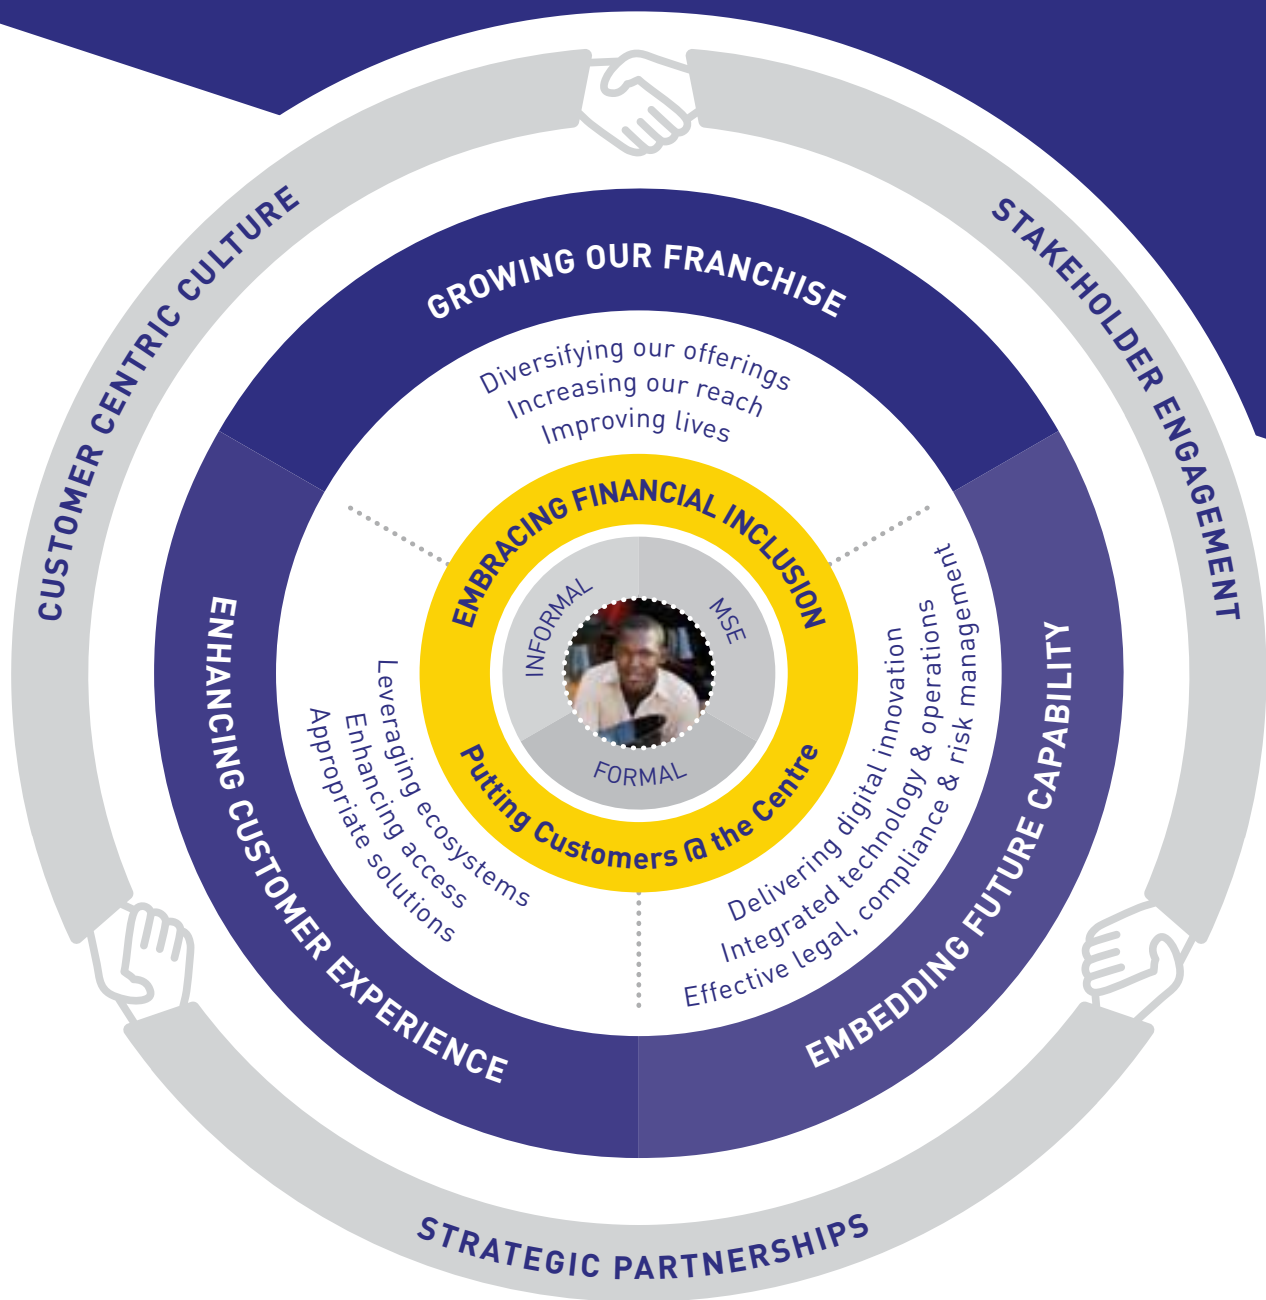 CUSTOMER CENTRIC CULTURE
STAKEHOLDER ENGAGEMENT
STRATEGIC PARTNERSHIPS
GROWING OUR FRANCHISE
Diversifying our offerings
Increasing our reach
Improving lives
ENHANCING CUSTOMER EXPERIENCE
Leveraging ecosystems
Enhancing access
Appropriate solutions
EMBEDDING FUTURE CAPABILITY
Delivering digital innovation
Integrated technology & operations
Effective legal, compliance & risk management
EMBRACING FINANCIAL INCLUSION
Putting Customers @ the Centre
INFORMAL
MSE
FORMAL